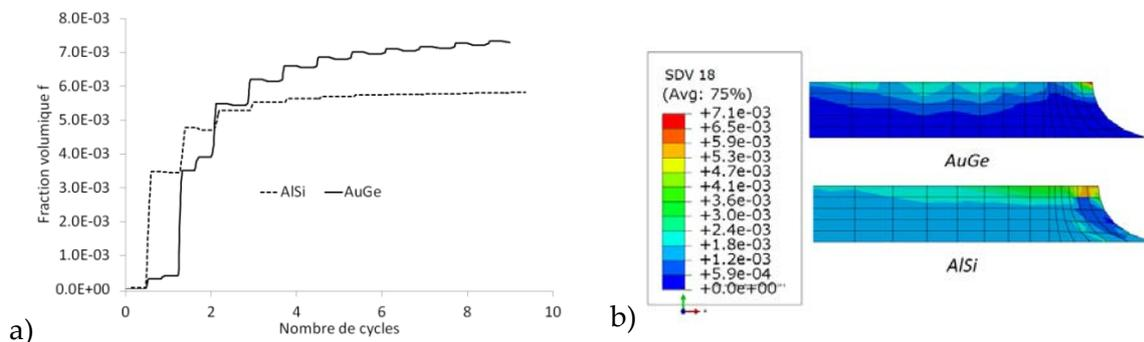 8.0E-03
7.0E-03
6.0E-03
5.0E-03
4.0E-03
3.0E-03
2.0E-03
1.0E-03
0.0E+00
Fraction volumique f
AlSi
AuGe
0
2
4
6
8
10
Nombre de cycles
a)
SDV 18
(Avg: 75%)
+7.1e-03
+6.5e-03
+5.9e-03
+5.3e-03
+4.7e-03
+4.1e-03
+3.6e-03
+3.0e-03
+2.4e-03
+1.8e-03
+1.2e-03
+5.9e-04
+0.0e+00
AuGe
AlSi
b)